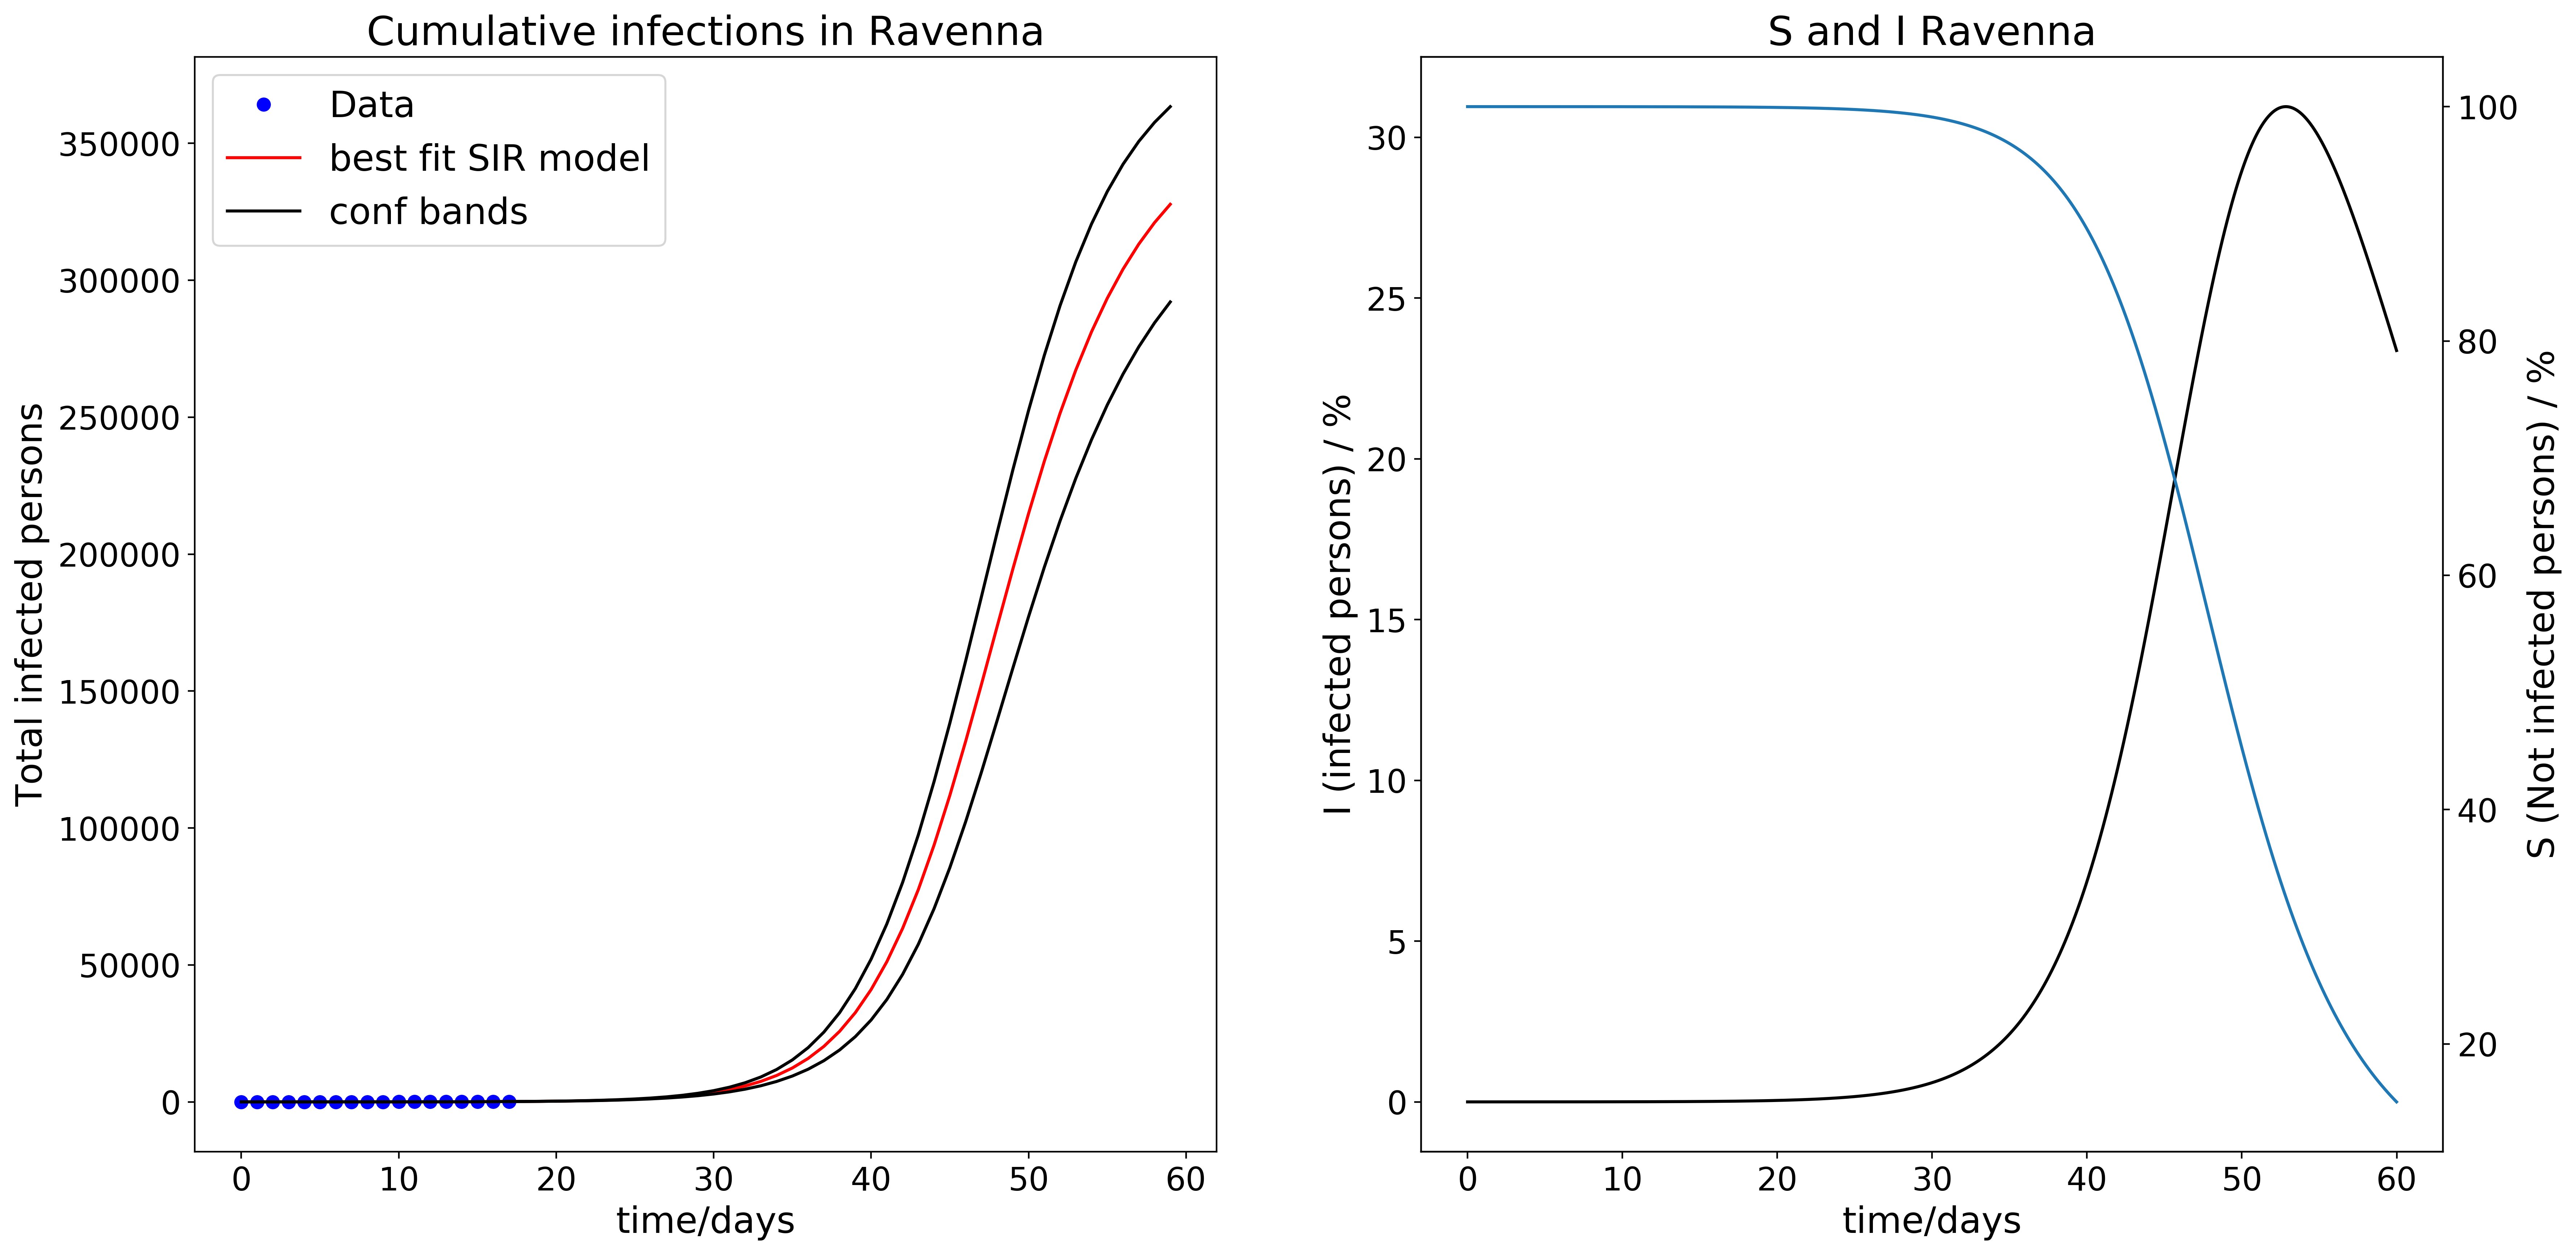 Cumulative infections in Ravenna
Data
best fit SIR model
conf bands
350000
300000
250000
200000
150000
100000
50000
0
Total infected persons
0 10 20 30 40 50 60
time/days
S and I Ravenna
30
25
20
15
10
5
0
I (infected persons) / %
100
80
60
40
20
S (Not infected persons) / %
0 10 20 30 40 50 60
time/days